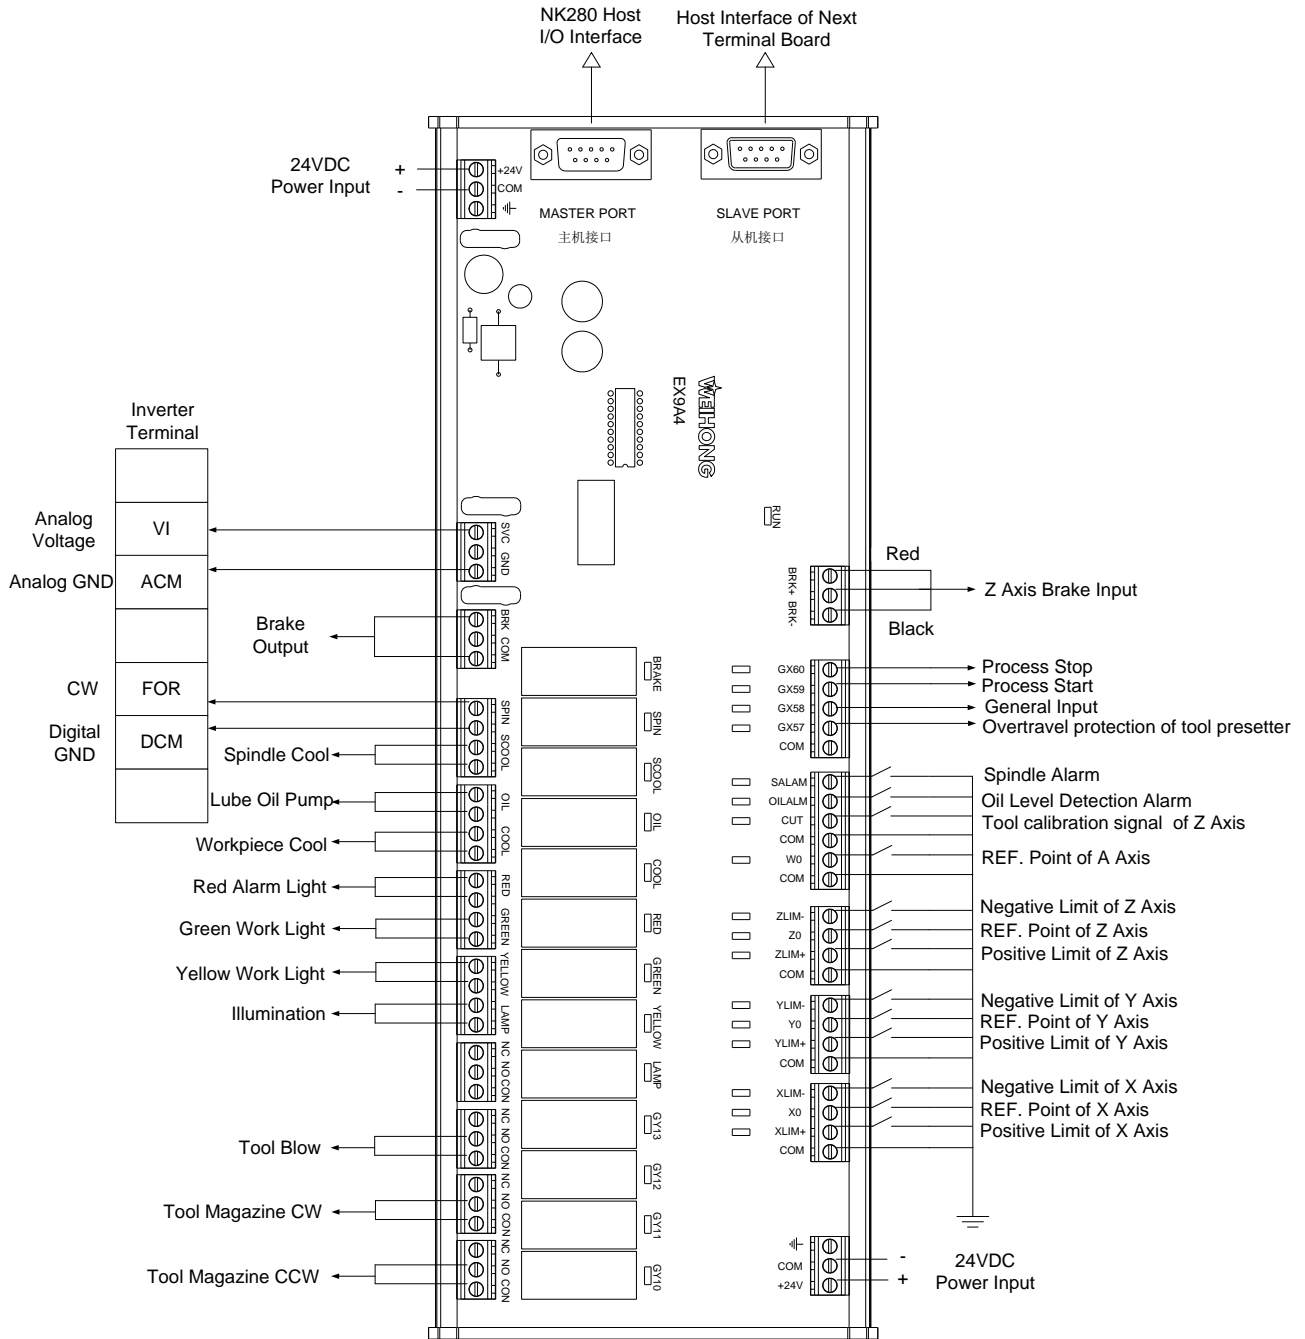 NK280 Host
I/O Interface
Host Interface of Next
Terminal Board
24VDC
Power Input
+
-
+24V
COM
MASTER PORT
主机接口
SLAVE PORT
从机接口
WEIHONG
EX9A4
RUN
Inverter
Terminal
Analog
Voltage
VI
Analog GND
ACM
CW
FOR
Digital
GND
DCM
SVC
GND
Brake
Output
BRK
COM
Spindle Cool
SPIN
SCOOL
Lube Oil Pump
OIL
Workpiece Cool
COOL
Red Alarm Light
RED
Green Work Light
GREEN
Yellow Work Light
YELLOW
Illumination
LAMP
NC
NO
CON
Tool Blow
NC
NO
CON
Tool Magazine CW
NC
NO
CON
Tool Magazine CCW
NC
NO
CON
BRAKE
SPIN
SCOOL
OIL
COOL
RED
GREEN
YELLOW
LAMP
GY13
GY12
GY11
GY10
BRK+
BRK-
Red
Black
Z Axis Brake Input
GX60
Process Stop
GX59
Process Start
GX58
General Input
GX57
Overtravel protection of tool presetter
COM
SALAM
Spindle Alarm
OILALM
Oil Level Detection Alarm
CUT
Tool calibration signal of Z Axis
COM
W0
REF. Point of A Axis
COM
ZLIM-
Negative Limit of Z Axis
Z0
REF. Point of Z Axis
ZLIM+
Positive Limit of Z Axis
COM
YLIM-
Negative Limit of Y Axis
Y0
REF. Point of Y Axis
YLIM+
Positive Limit of Y Axis
COM
XLIM-
Negative Limit of X Axis
X0
REF. Point of X Axis
XLIM+
Positive Limit of X Axis
COM
COM
+24V
-
+
24VDC
Power Input